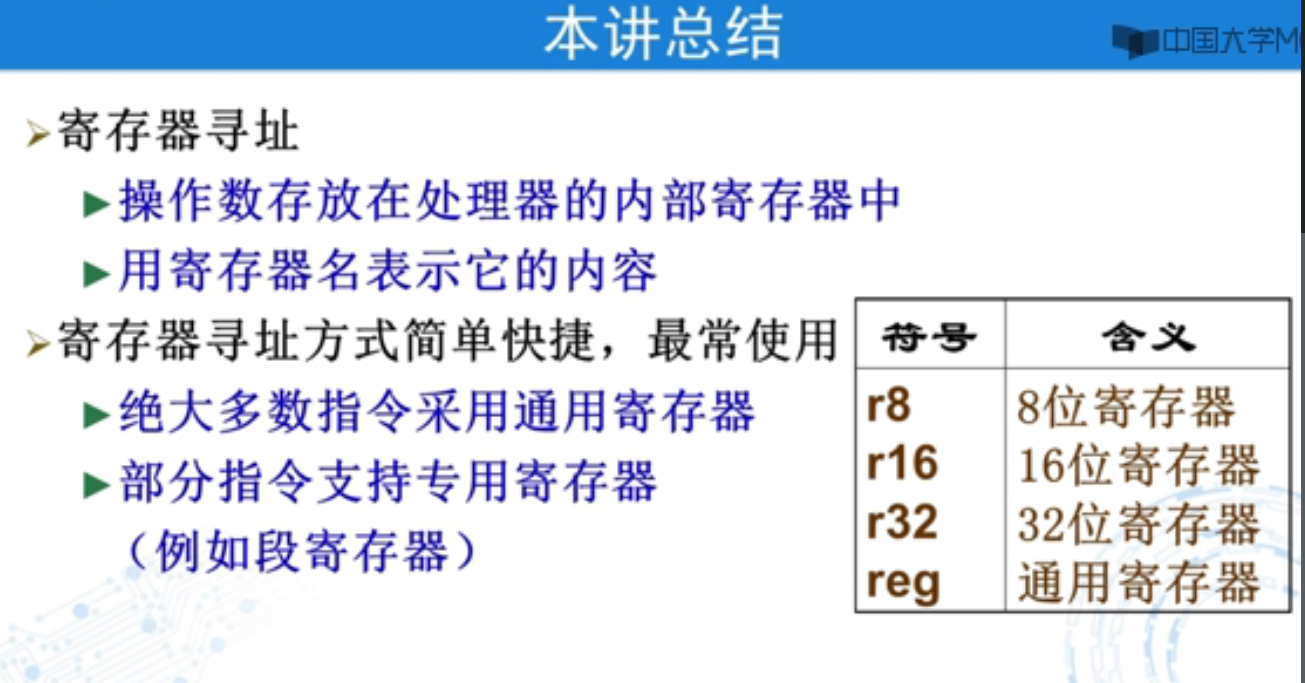 本讲总结
中国大学M
寄存器寻址
操作数存放在处理器的内部寄存器中
用寄存器名表示它的内容
寄存器寻址方式简单快捷，最常使用
绝大多数指令采用通用寄存器
部分指令支持专用寄存器
（例如段寄存器）
符号 含义
r8 8位寄存器
r16 16位寄存器
r32 32位寄存器
reg 通用寄存器